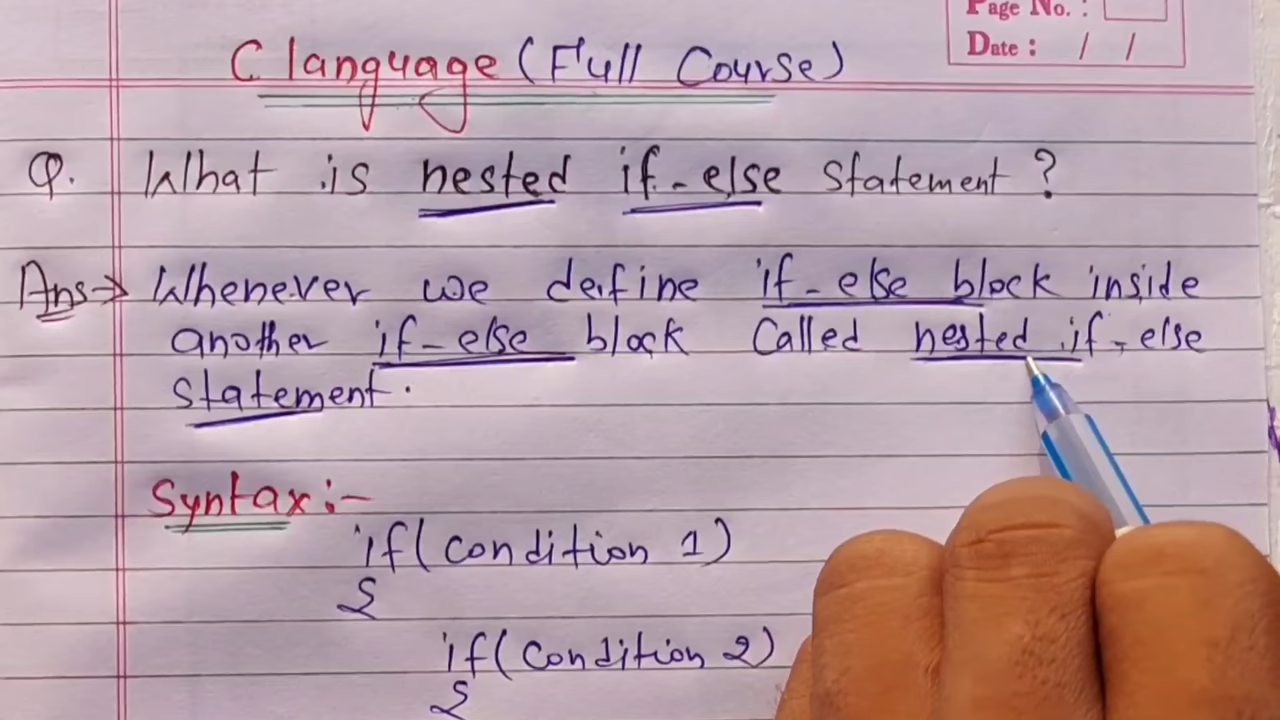 Page No. :
Date : / /
C language (Full Course)
Q. What is nested if-else statement ?
Ans→ Whenever we define if-else block inside
another if-else block called nested if-else
statement.
Syntax :-
if(condition 1)
{
if(condition 2)
{